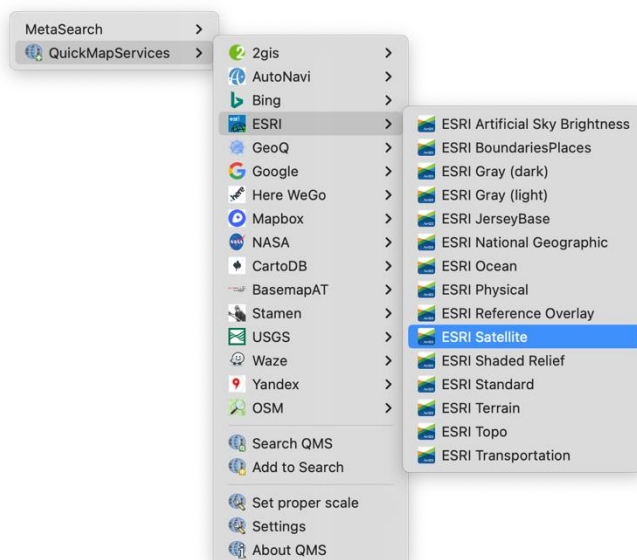 MetaSearch
QuickMapServices
2gis
AutoNavi
Bing
ESRI
GeoQ
Google
Here WeGo
Mapbox
NASA
CartoDB
BasemapAT
Stamen
USGS
Waze
Yandex
OSM
Search QMS
Add to Search
Set proper scale
Settings
About QMS
ESRI Artificial Sky Brightness
ESRI BoundariesPlaces
ESRI Gray (dark)
ESRI Gray (light)
ESRI JerseyBase
ESRI National Geographic
ESRI Ocean
ESRI Physical
ESRI Reference Overlay
ESRI Satellite
ESRI Shaded Relief
ESRI Standard
ESRI Terrain
ESRI Topo
ESRI Transportation